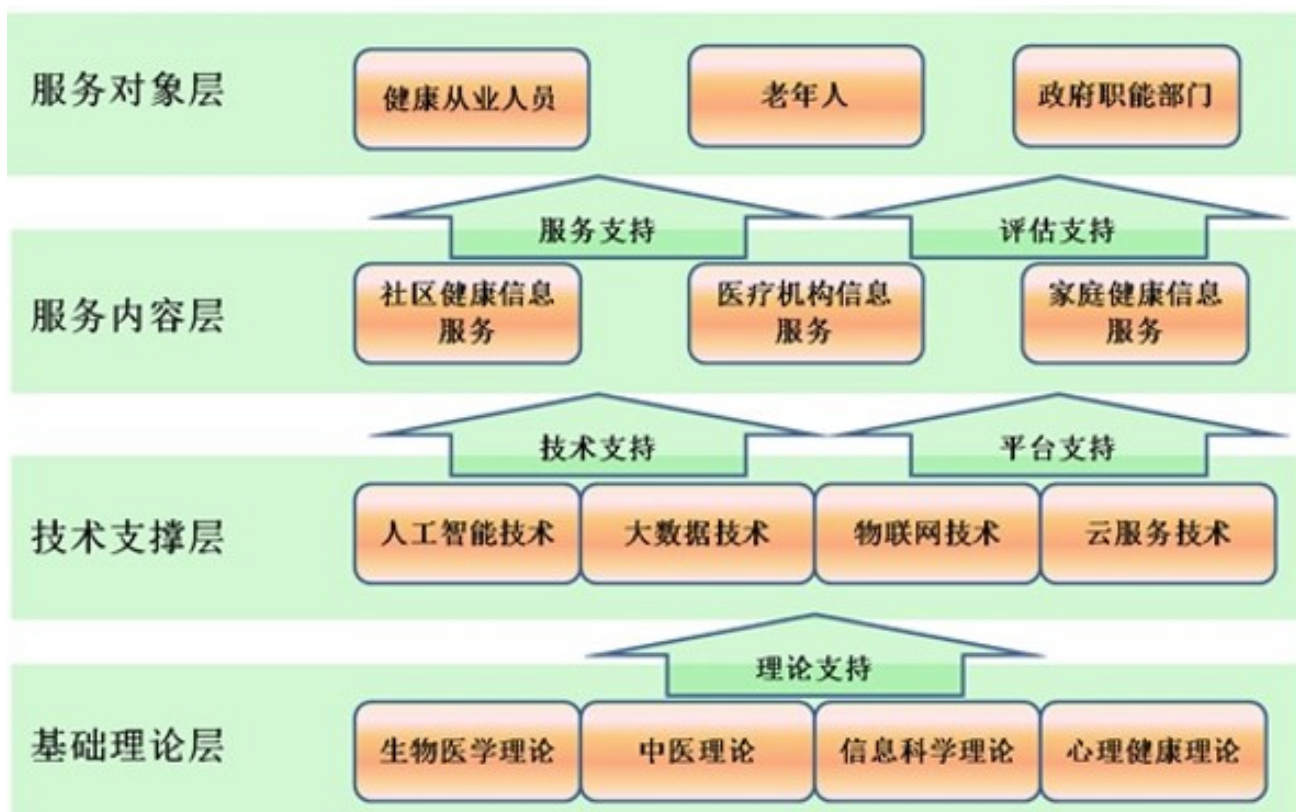 服务对象层
健康从业人员
老年人
政府职能部门
服务支持
评估支持
服务内容层
社区健康信息
服务
医疗机构信息
服务
家庭健康信息
服务
技术支持
平台支持
技术支撑层
人工智能技术
大数据技术
物联网技术
云服务技术
理论支持
基础理论层
生物医学理论
中医理论
信息科学理论
心理健康理论